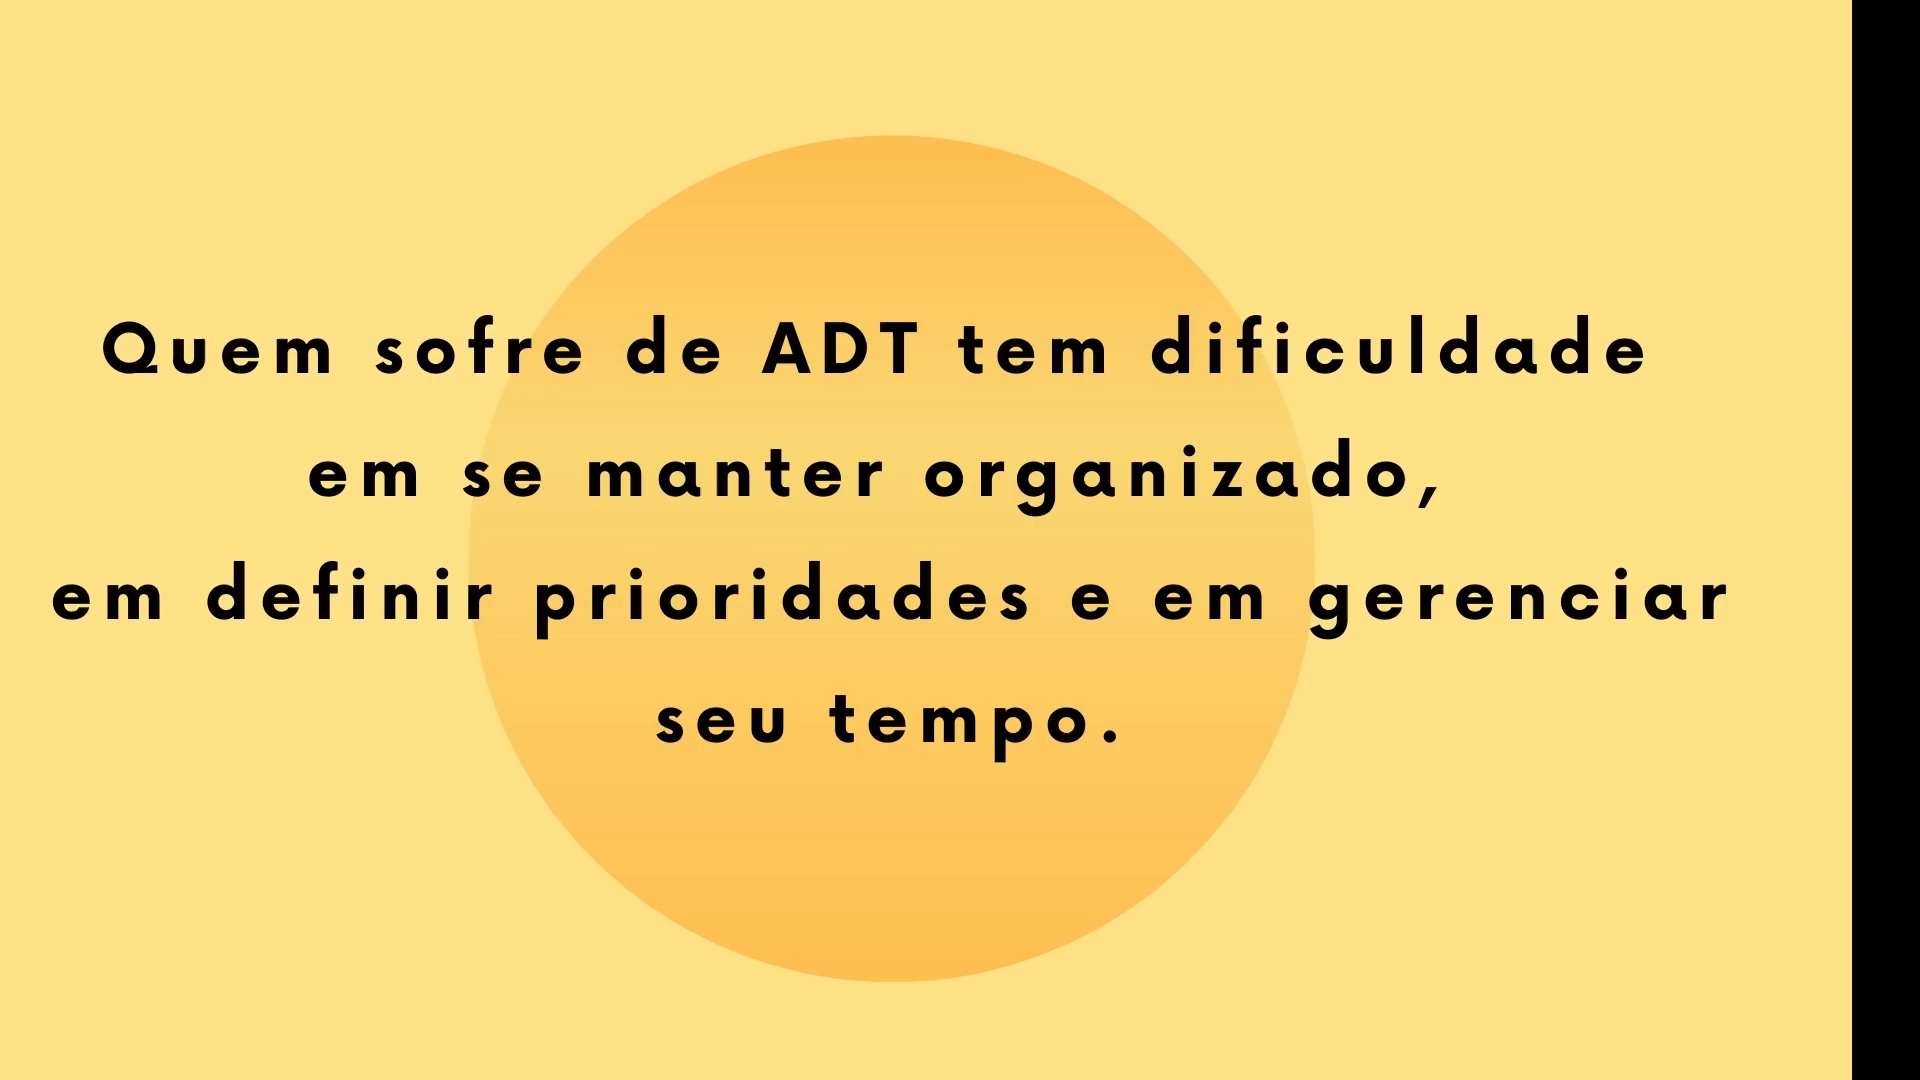 Quem sofre de ADT tem dificuldade
em se manter organizado,
em definir prioridades e em gerenciar
seu tempo.